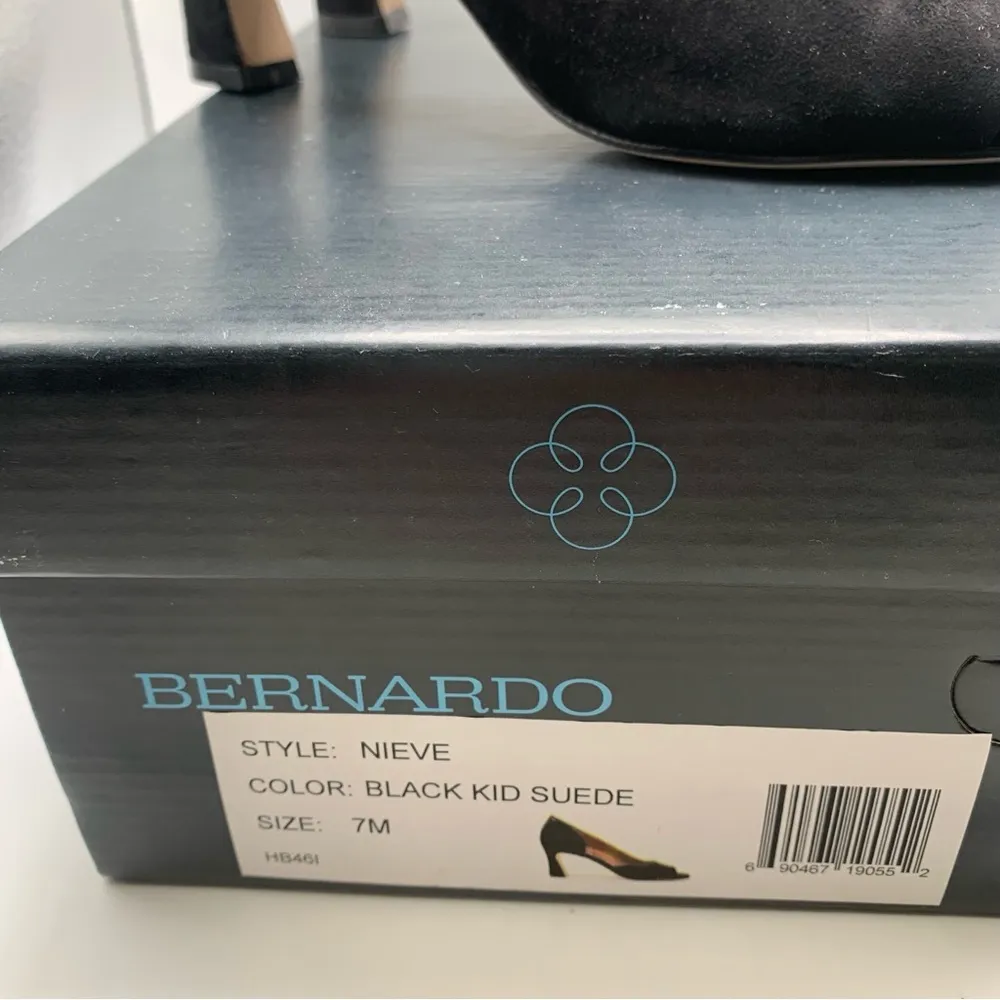 BERNARDO
STYLE: NIEVE
COLOR: BLACK KID SUEDE
SIZE: 7M
HB46I
6 90467 19055 2